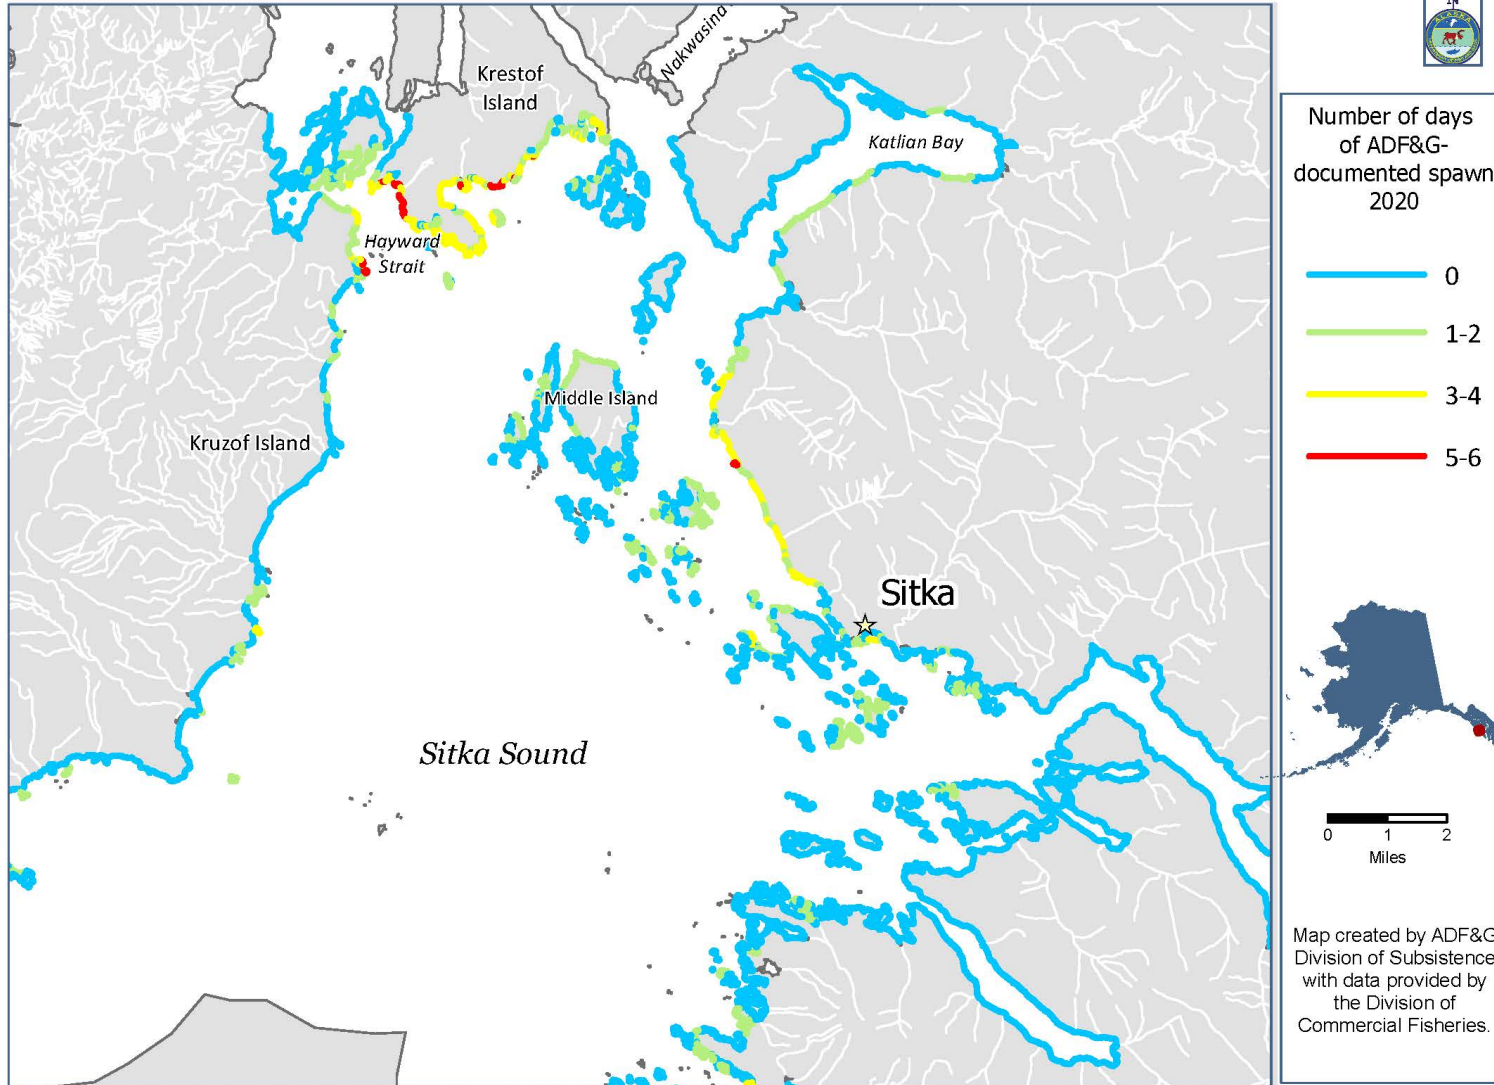 N
ALASKA
Nakwasina
Krestof
Island
Katlian Bay
Hayward
Strait
Middle Island
Kruzof Island
Sitka
Sitka Sound
Number of days
of ADF&G-
documented spawn
2020
0
1-2
3-4
5-6
0 1 2
Miles
Map created by ADF&G
Division of Subsistence
with data provided by
the Division of
Commercial Fisheries.